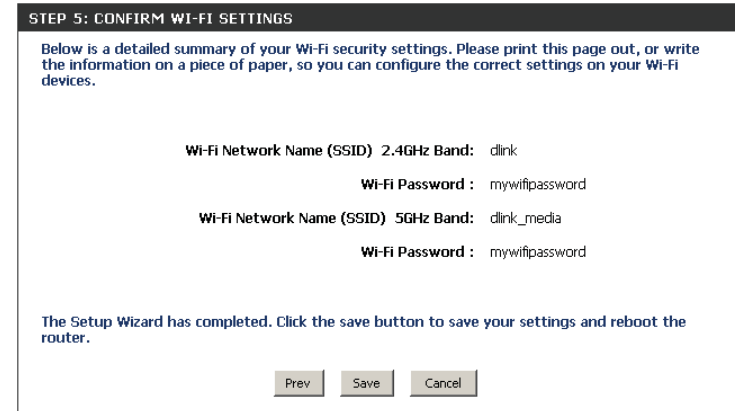 STEP 5: CONFIRM WI-FI SETTINGS
Below is a detailed summary of your Wi-Fi security settings. Please print this page out, or write
the information on a piece of paper, so you can configure the correct settings on your Wi-Fi
devices.
Wi-Fi Network Name (SSID) 2.4GHz Band: dlink
Wi-Fi Password : mywifipassword
Wi-Fi Network Name (SSID) 5GHz Band: dlink_media
Wi-Fi Password : mywifipassword
The Setup Wizard has completed. Click the save button to save your settings and reboot the
router.
Prev Save Cancel